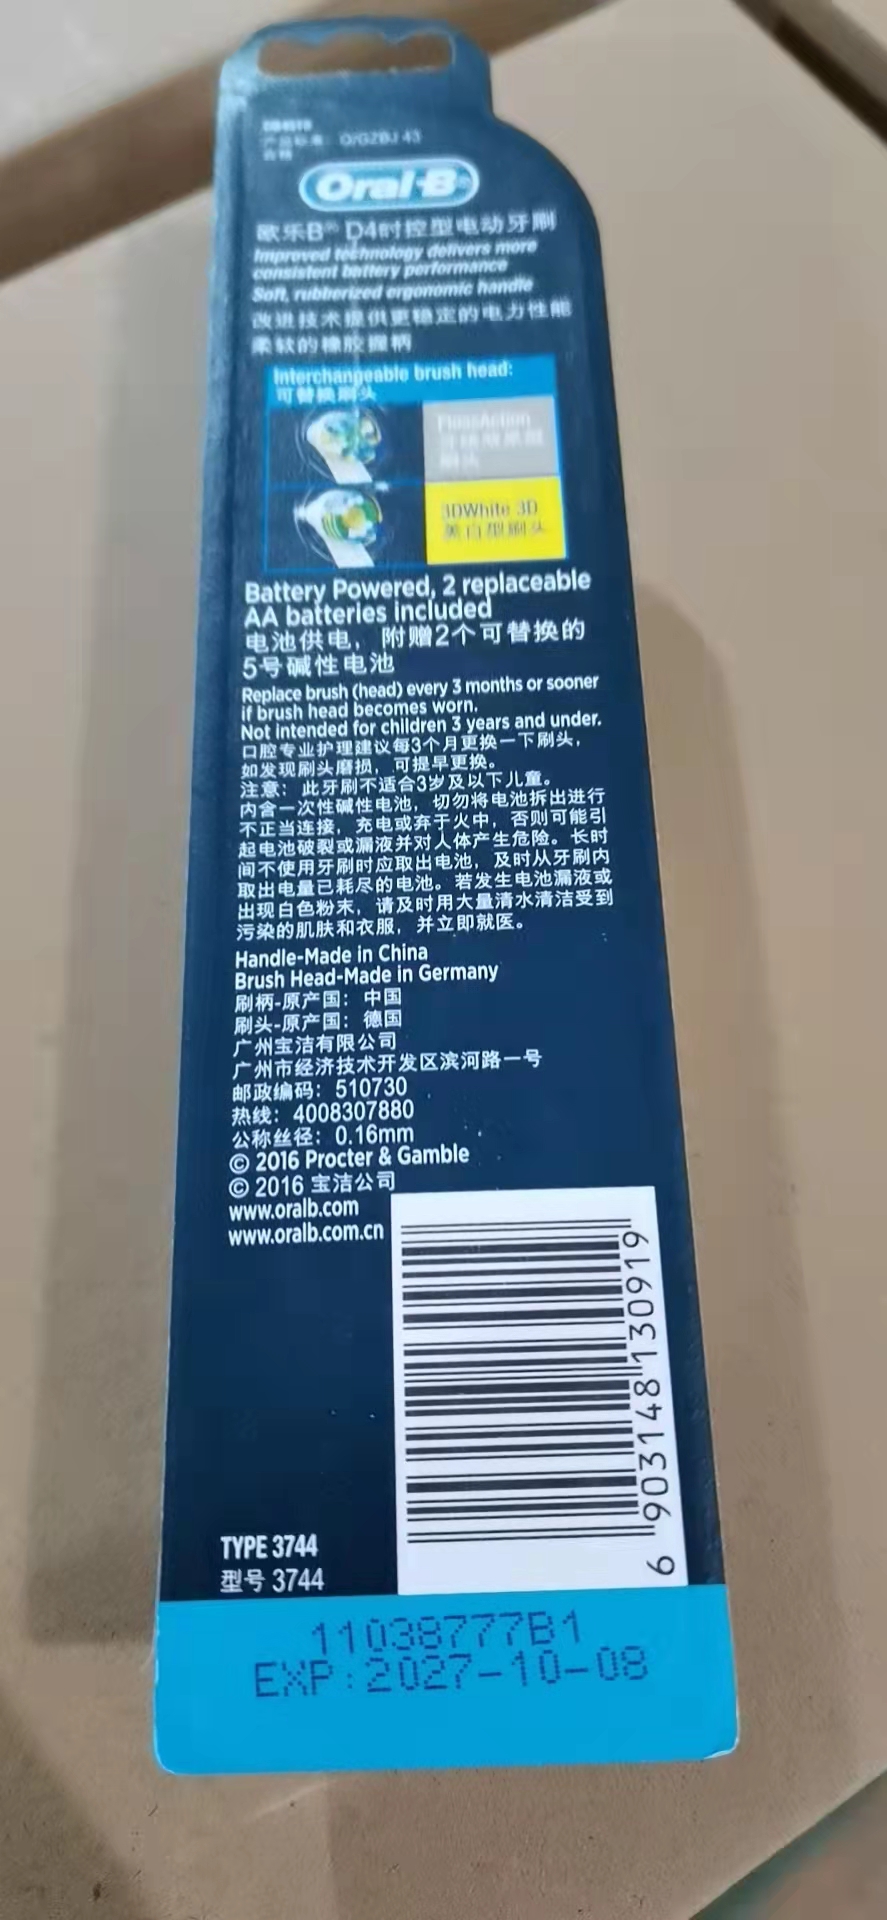 DB4510
产品标准：Q/GZBJ 43
合格
Oral-B
欧乐B® D4时控型电动牙刷
Improved technology delivers more
consistent battery performance
Soft, rubberized ergonomic handle
改进技术提供更稳定的电力性能
柔软的橡胶握柄
Interchangeable brush head:
可替换刷头
FlossAction
刷头
3DWhite 3D
美白型刷头
Battery Powered, 2 replaceable
AA batteries included
电池供电，附赠2个可替换的
5号碱性电池
Replace brush (head) every 3 months or sooner
if brush head becomes worn.
Not intended for children 3 years and under.
口腔专业护理建议每3个月更换一下刷头，
如发现刷头磨损，可提早更换。
注意：此牙刷不适合3岁及以下儿童。
内含一次性碱性电池，切勿将电池拆出进行
不正当连接，充电或弃于火中，否则可能引
起电池破裂或漏液并对人体产生危险。长时
间不使用牙刷时应取出电池，及时从牙刷内
取出电量已耗尽的电池。若发生电池漏液或
出现白色粉末，请及时用大量清水清洁受到
污染的肌肤和衣服，并立即就医。
Handle-Made in China
Brush Head-Made in Germany
刷柄-原产国：中国
刷头-原产国：德国
广州宝洁有限公司
广州市经济技术开发区滨河路一号
邮政编码：510730
热线：4008307880
公称丝径：0.16mm
© 2016 Procter & Gamble
© 2016 宝洁公司
www.oralb.com
www.oralb.com.cn
6 903148 130919
TYPE 3744
型号 3744
11038777B1
EXP:2027-10-08